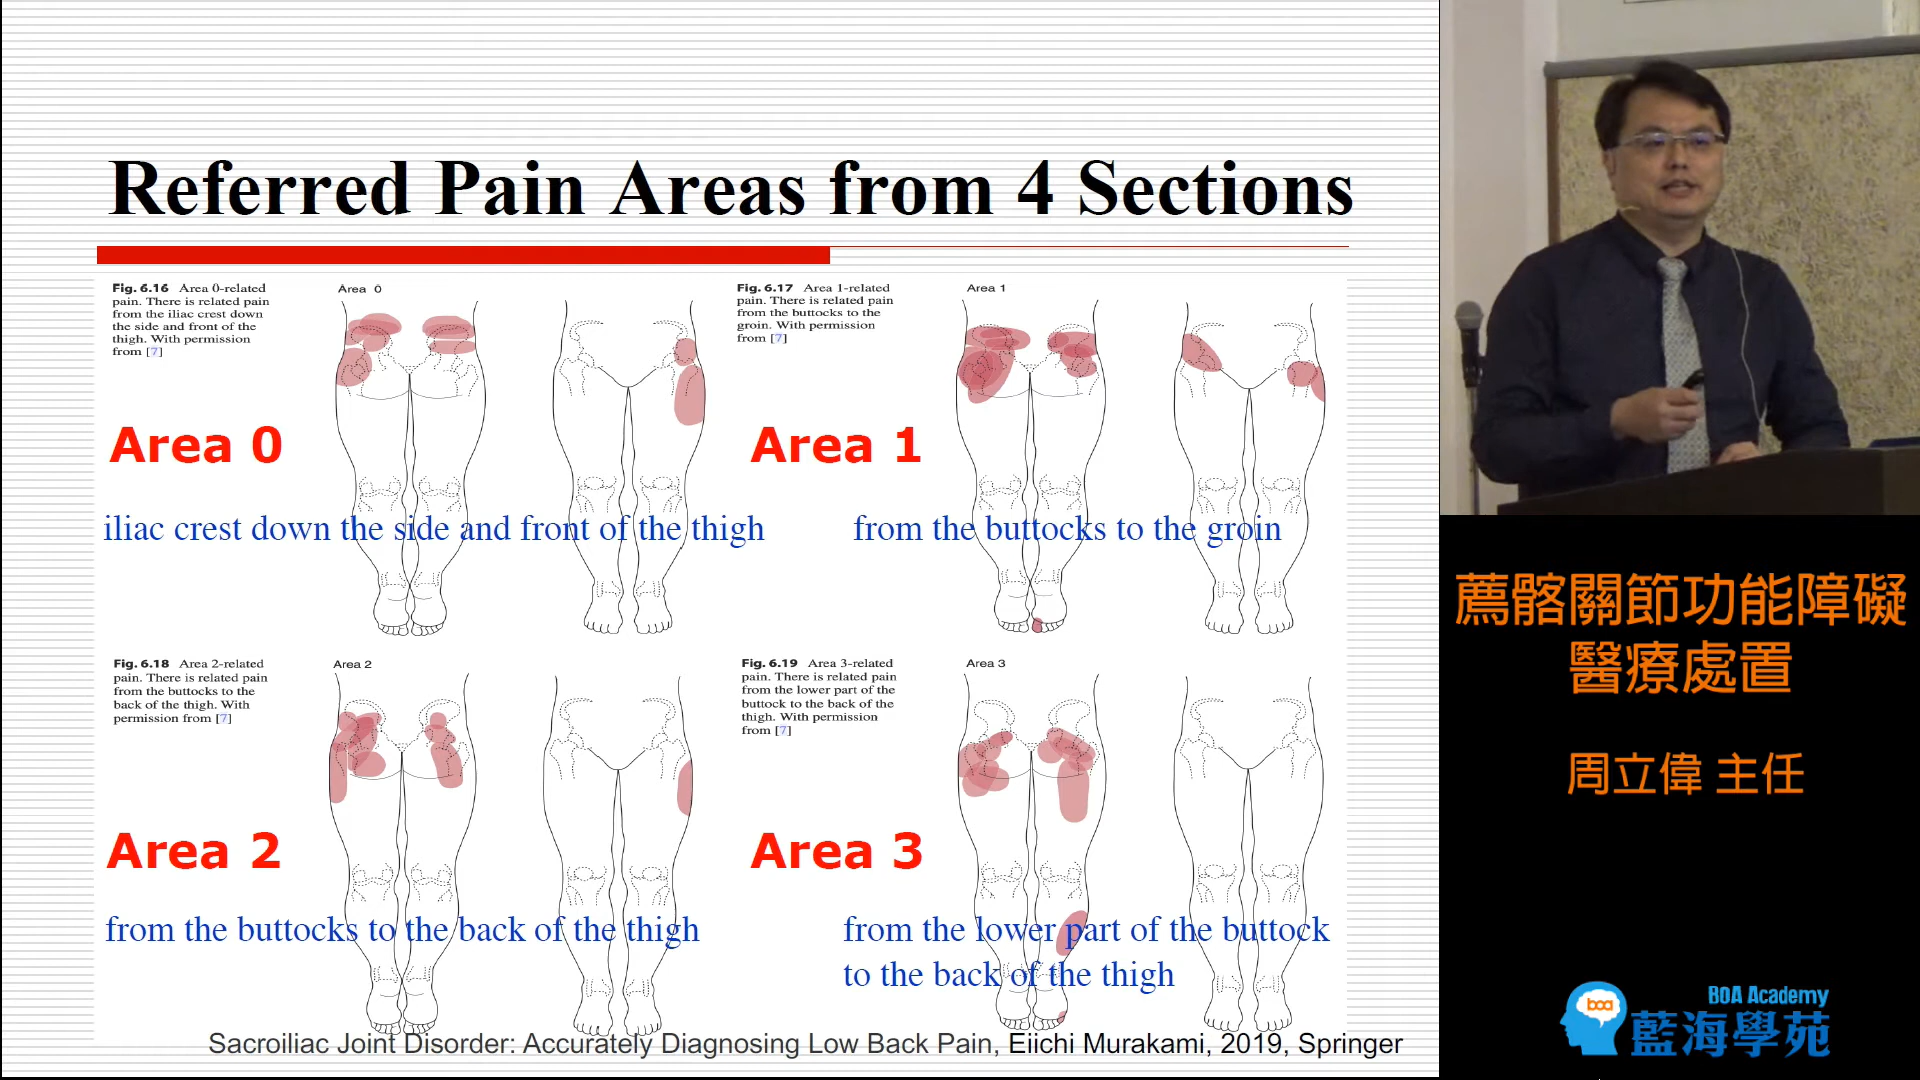 Referred Pain Areas from 4 Sections
Fig. 6.16 Area 0-related
pain. There is related pain
from the iliac crest down
the side and front of the
thigh. With permission
from [7]
Area 0
Area 0
iliac crest down the side and front of the thigh
Fig. 6.17 Area 1-related
pain. There is related pain
from the buttocks to the
groin. With permission
from [7]
Area 1
Area 1
from the buttocks to the groin
Fig. 6.18 Area 2-related
pain. There is related pain
from the buttocks to the
back of the thigh. With
permission from [7]
Area 2
Area 2
from the buttocks to the back of the thigh
Fig. 6.19 Area 3-related
pain. There is related pain
from the lower part of the
buttock to the back of the
thigh. With permission
from [7]
Area 3
Area 3
from the lower part of the buttock
to the back of the thigh
Sacroiliac Joint Disorder: Accurately Diagnosing Low Back Pain, Eiichi Murakami, 2019, Springer
薦髂關節功能障礙
醫療處置
周立偉 主任
boa
BOA Academy
藍海學苑